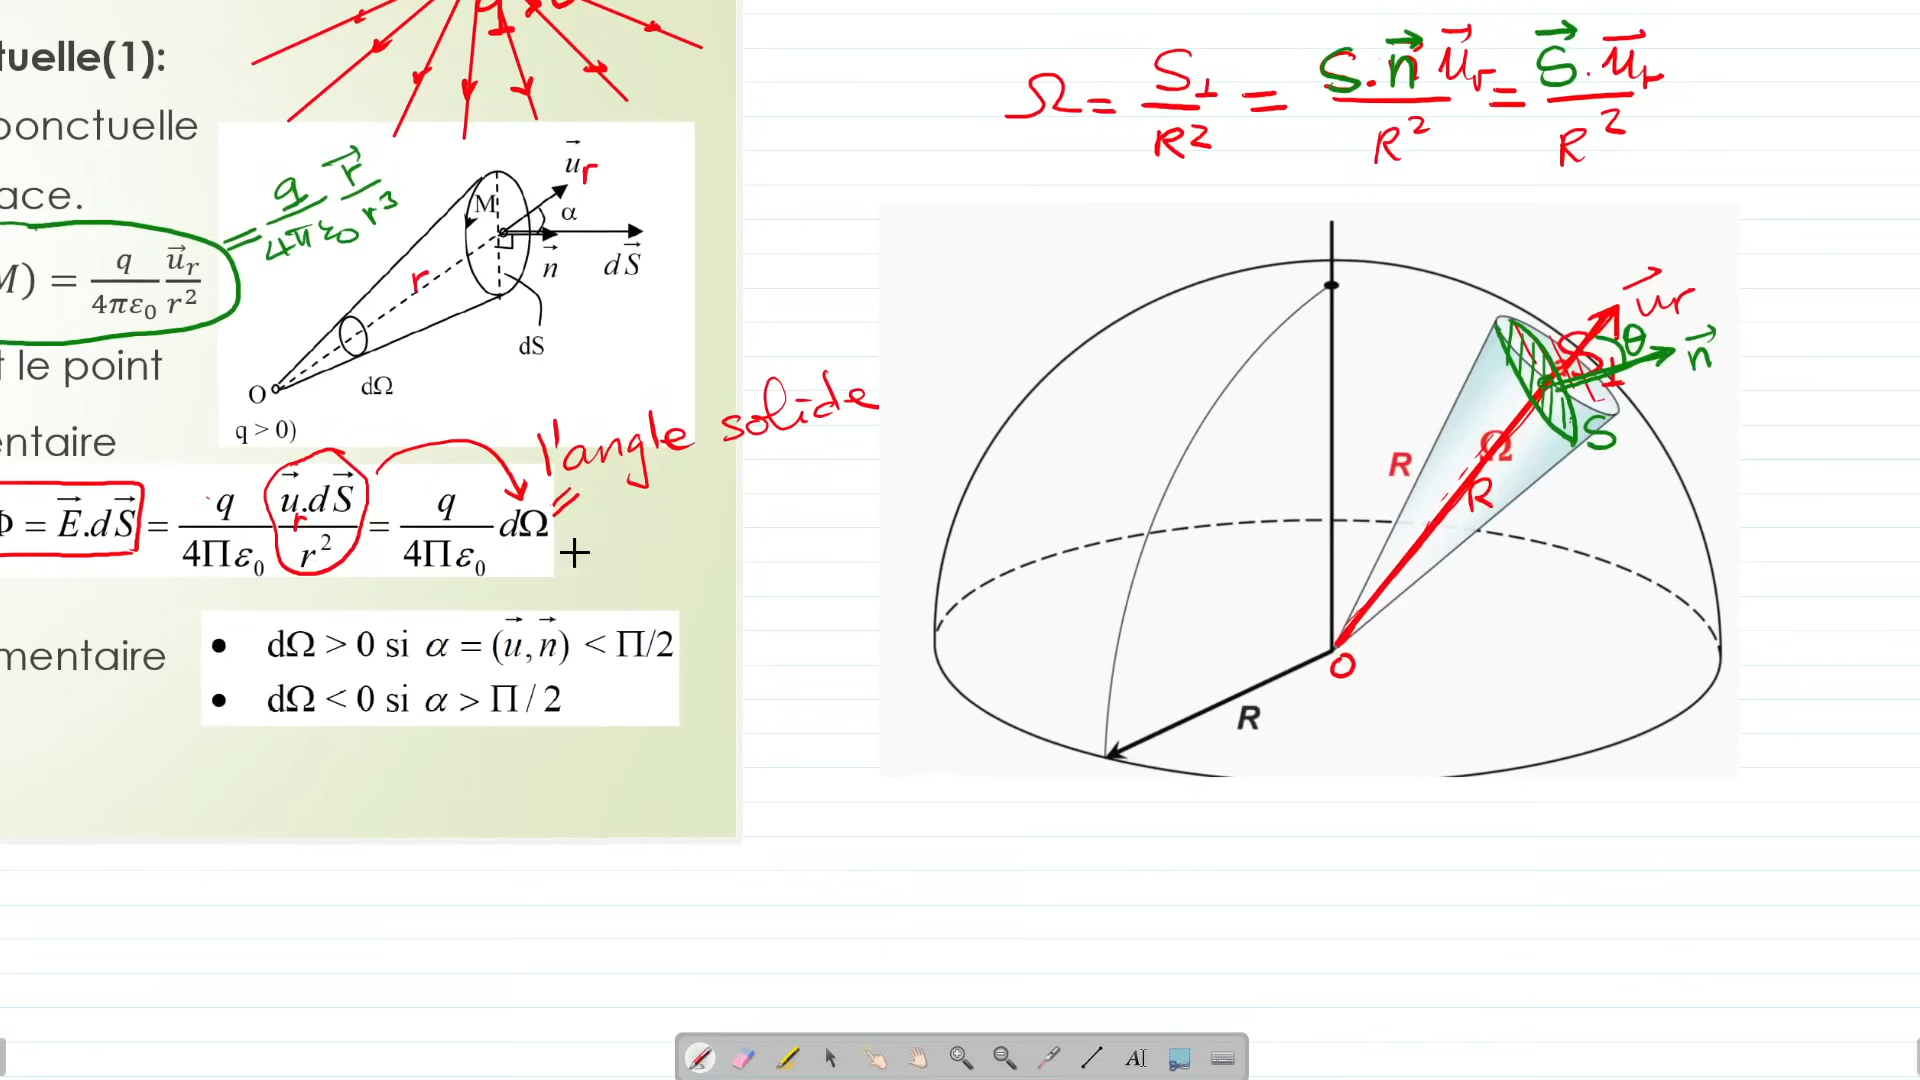 tuelle(1):
ponctuelle
ace.
M) = q/4πε₀ u⃗r/r²
= q/4πε₀ r⃗/r³
t le point
entaire
Φ = E⃗.dS⃗ = q/4Πε₀ u⃗r.dS⃗/r² = q/4Πε₀ dΩ =
l'angle solide
mentaire
• dΩ > 0 si α = (u⃗, n⃗) < Π/2
• dΩ < 0 si α > Π / 2
u⃗r
M
α
n⃗
dS⃗
r
dS
O
dΩ
q > 0)
Ω = S⊥/R² = S.n⃗ u⃗r/R² = S⃗.u⃗r/R²
u⃗r
θ
n⃗
S⊥
S
R
Ω
R
O
R
AI